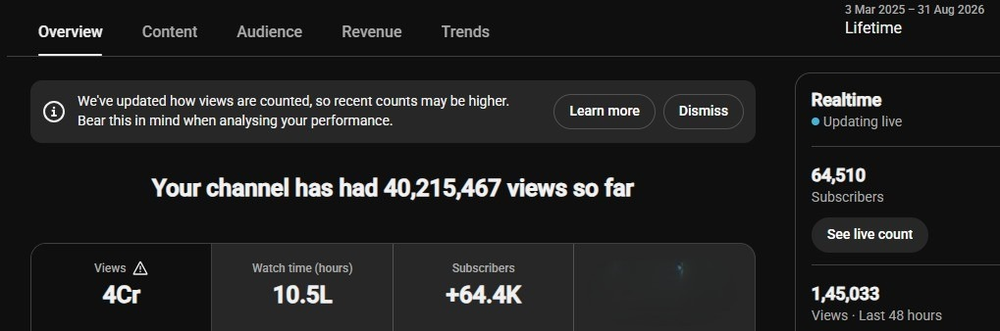 3 Mar 2025 – 31 Aug 2026
Lifetime
Overview
Content
Audience
Revenue
Trends
We've updated how views are counted, so recent counts may be higher.
Bear this in mind when analysing your performance.
Learn more
Dismiss
Your channel has had 40,215,467 views so far
Views
4Cr
Watch time (hours)
10.5L
Subscribers
+64.4K
Realtime
Updating live
64,510
Subscribers
See live count
1,45,033
Views · Last 48 hours